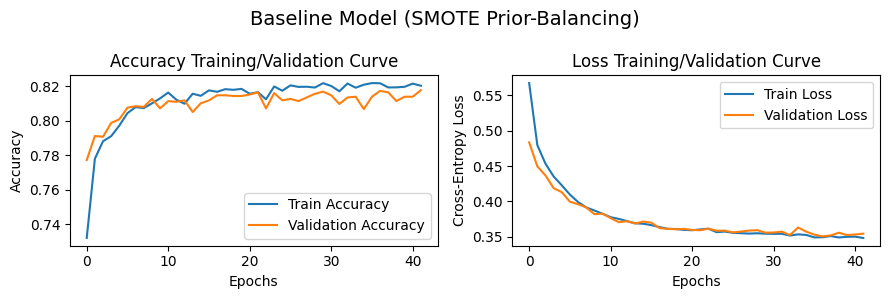 Baseline Model (SMOTE Prior-Balancing)
Accuracy Training/Validation Curve
Accuracy
0.82
0.80
0.78
0.76
0.74
Train Accuracy
Validation Accuracy
0 10 20 30 40
Epochs
Loss Training/Validation Curve
Cross-Entropy Loss
0.55
0.50
0.45
0.40
0.35
Train Loss
Validation Loss
0 10 20 30 40
Epochs